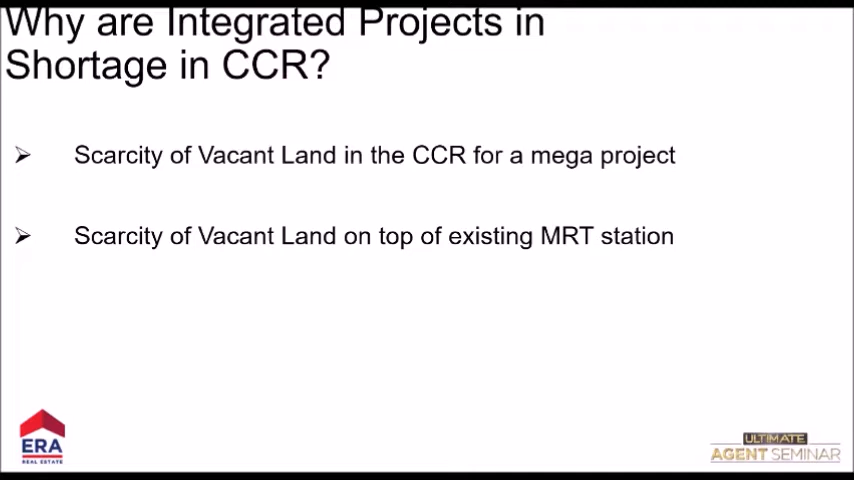 Why are Integrated Projects in
Shortage in CCR?
Scarcity of Vacant Land in the CCR for a mega project
Scarcity of Vacant Land on top of existing MRT station
ERA
REAL ESTATE
ULTIMATE
AGENT SEMINAR